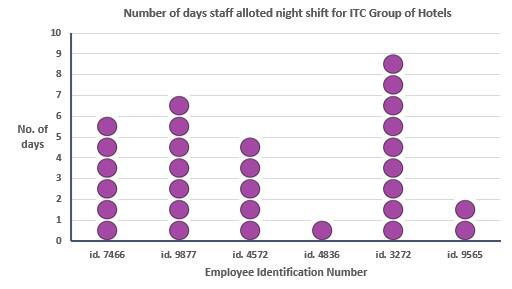 Number of days staff alloted night shift for ITC Group of Hotels
10
9
8
7
6
5
4
3
2
1
0
No. of
days
id. 7466 id. 9877 id. 4572 id. 4836 id. 3272 id. 9565
Employee Identification Number